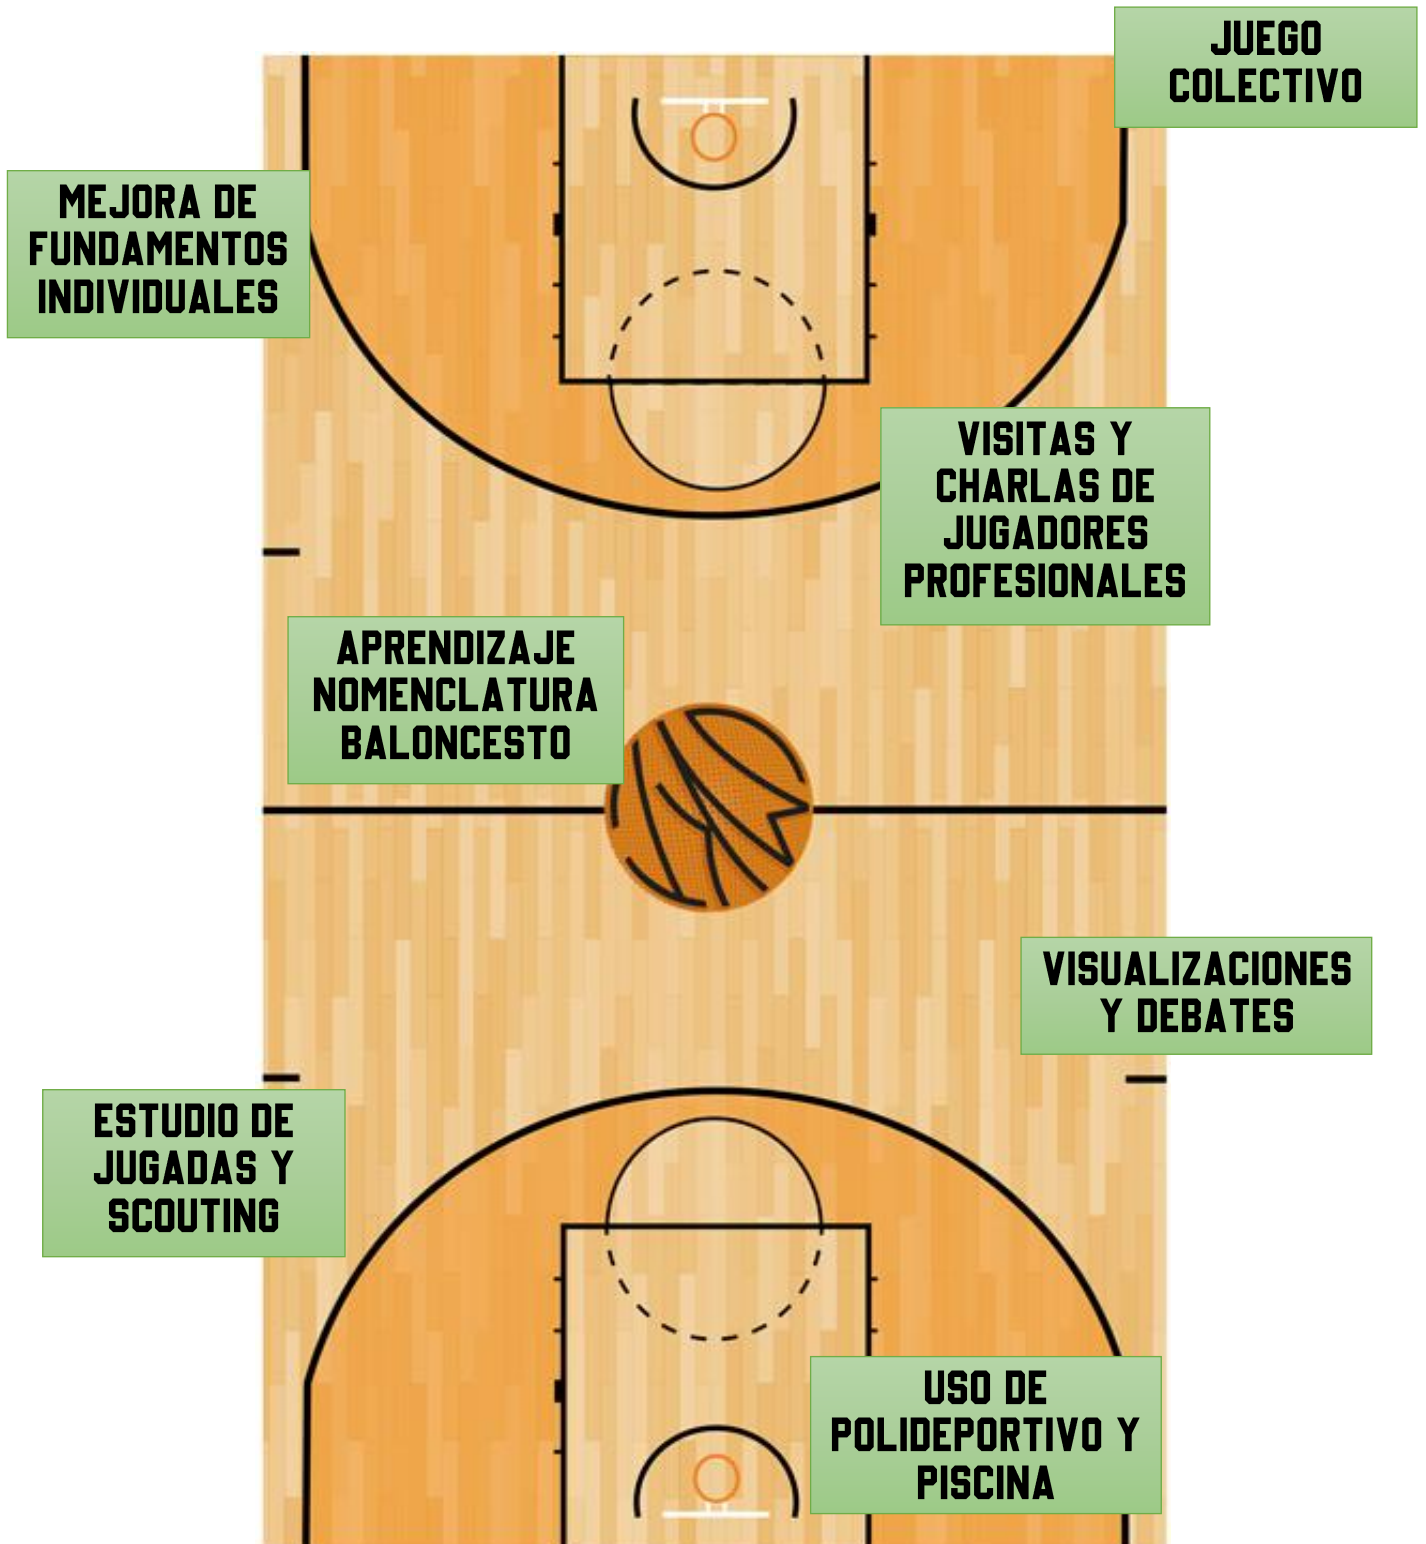 JUEGO
COLECTIVO
MEJORA DE
FUNDAMENTOS
INDIVIDUALES
VISITAS Y
CHARLAS DE
JUGADORES
PROFESIONALES
APRENDIZAJE
NOMENCLATURA
BALONCESTO
VISUALIZACIONES
Y DEBATES
ESTUDIO DE
JUGADAS Y
SCOUTING
USO DE
POLIDEPORTIVO Y
PISCINA